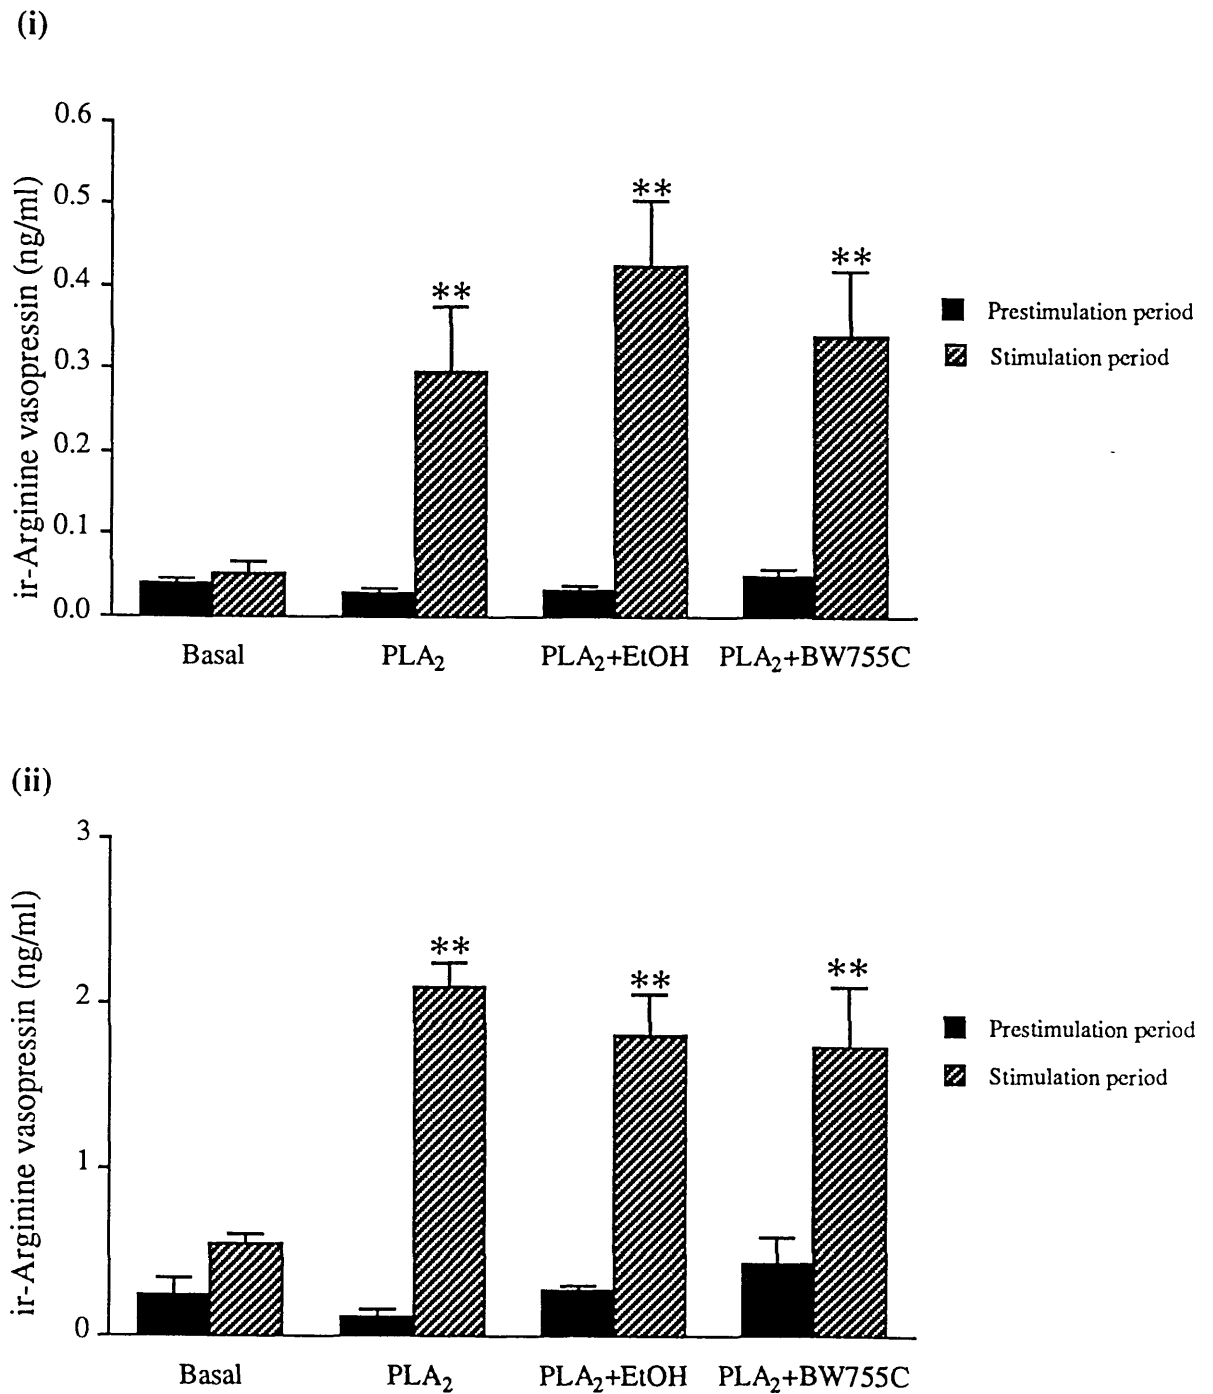 (i)
ir-Arginine vasopressin (ng/ml)
0.6
0.5
0.4
0.3
0.2
0.1
0.0
**
**
**
Prestimulation period
Stimulation period
Basal PLA₂ PLA₂+EtOH PLA₂+BW755C
(ii)
ir-Arginine vasopressin (ng/ml)
3
2
1
0
**
**
**
Prestimulation period
Stimulation period
Basal PLA₂ PLA₂+EtOH PLA₂+BW755C